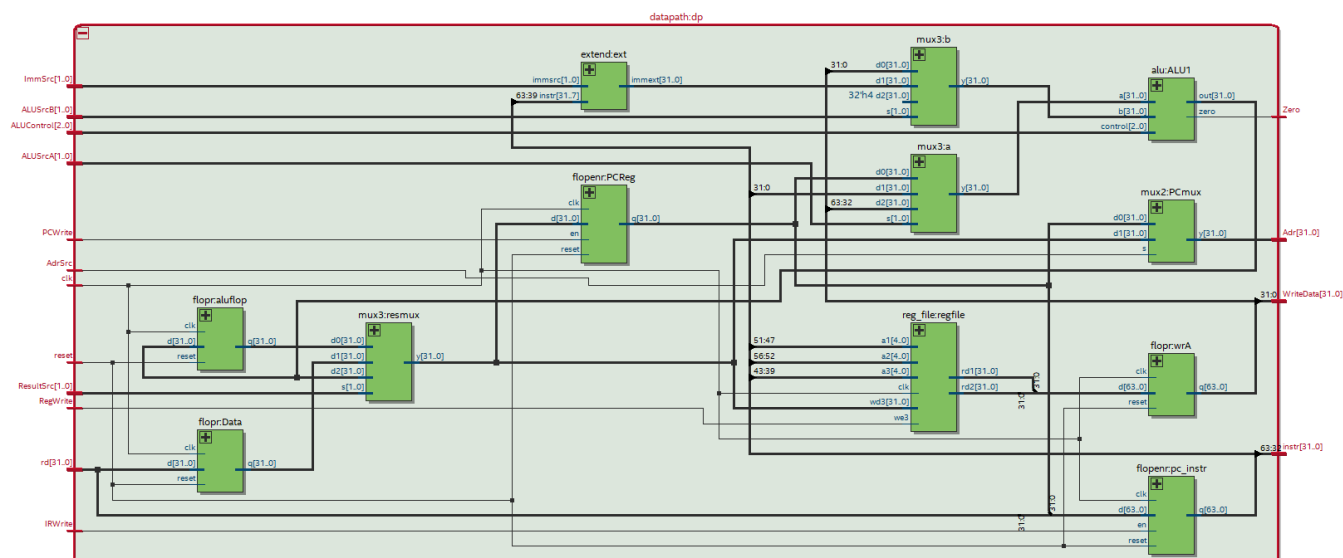 datapath:dp
ImmSrc[1..0]
ALUSrcB[1..0]
ALUControl[2..0]
ALUSrcA[1..0]
PCWrite
AdrSrc
clk
reset
ResultSrc[1..0]
RegWrite
rd[31..0]
IRWrite
extend:ext
immsrc[1..0] immext[31..0]
63:39 instr[31..7]
flopenr:PCReg
clk
d[31..0] q[31..0]
en
reset
flopr:aluflop
clk
d[31..0] q[31..0]
reset
mux3:resmux
d0[31..0]
d1[31..0] y[31..0]
d2[31..0]
s[1..0]
flopr:Data
clk
d[31..0] q[31..0]
reset
mux3:b
31:0 d0[31..0]
d1[31..0] y[31..0]
32'h4 d2[31..0]
s[1..0]
mux3:a
d0[31..0]
31:0 d1[31..0] y[31..0]
63:32 d2[31..0]
s[1..0]
reg_file:regfile
51:47 a1[4..0]
56:52 a2[4..0]
43:39 a3[4..0] rd1[31..0]
clk rd2[31..0]
wd3[31..0]
we3
31:0
31:0
alu:ALU1
a[31..0] out[31..0]
b[31..0] zero
control[2..0]
mux2:PCmux
d0[31..0]
d1[31..0] y[31..0]
s
flopr:wrA
clk
d[63..0] q[63..0]
reset
flopenr:pc_instr
clk
d[63..0] q[63..0]
en
reset
31:0
31:0
Zero
Adr[31..0]
31:0 WriteData[31..0]
63:32 instr[31..0]